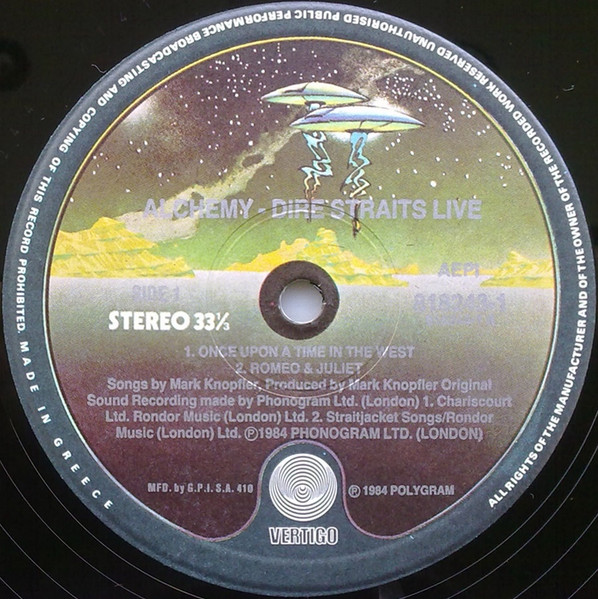 ALL RIGHTS OF THE MANUFACTURER AND OF THE OWNER OF THE RECORDED WORK RESERVED UNAUTHORISED PUBLIC PERFORMANCE BROADCASTING AND COPYING OF THIS RECORD PROHIBITED. MADE IN GREECE
ALCHEMY - DIRE STRAITS LIVE
AEPI
SIDE 1
818243-1
STEREO 33⅓
1. ONCE UPON A TIME IN THE WEST
2. ROMEO & JULIET
Songs by Mark Knopfler, Produced by Mark Knopfler Original
Sound Recording made by Phonogram Ltd. (London) 1. Chariscourt
Ltd. Rondor Music (London) Ltd. 2. Straitjacket Songs/Rondor
Music (London) Ltd. ℗1984 PHONOGRAM LTD. (LONDON)
MFD. by G.P.I. S.A. 410
℗ 1984 POLYGRAM
VERTIGO